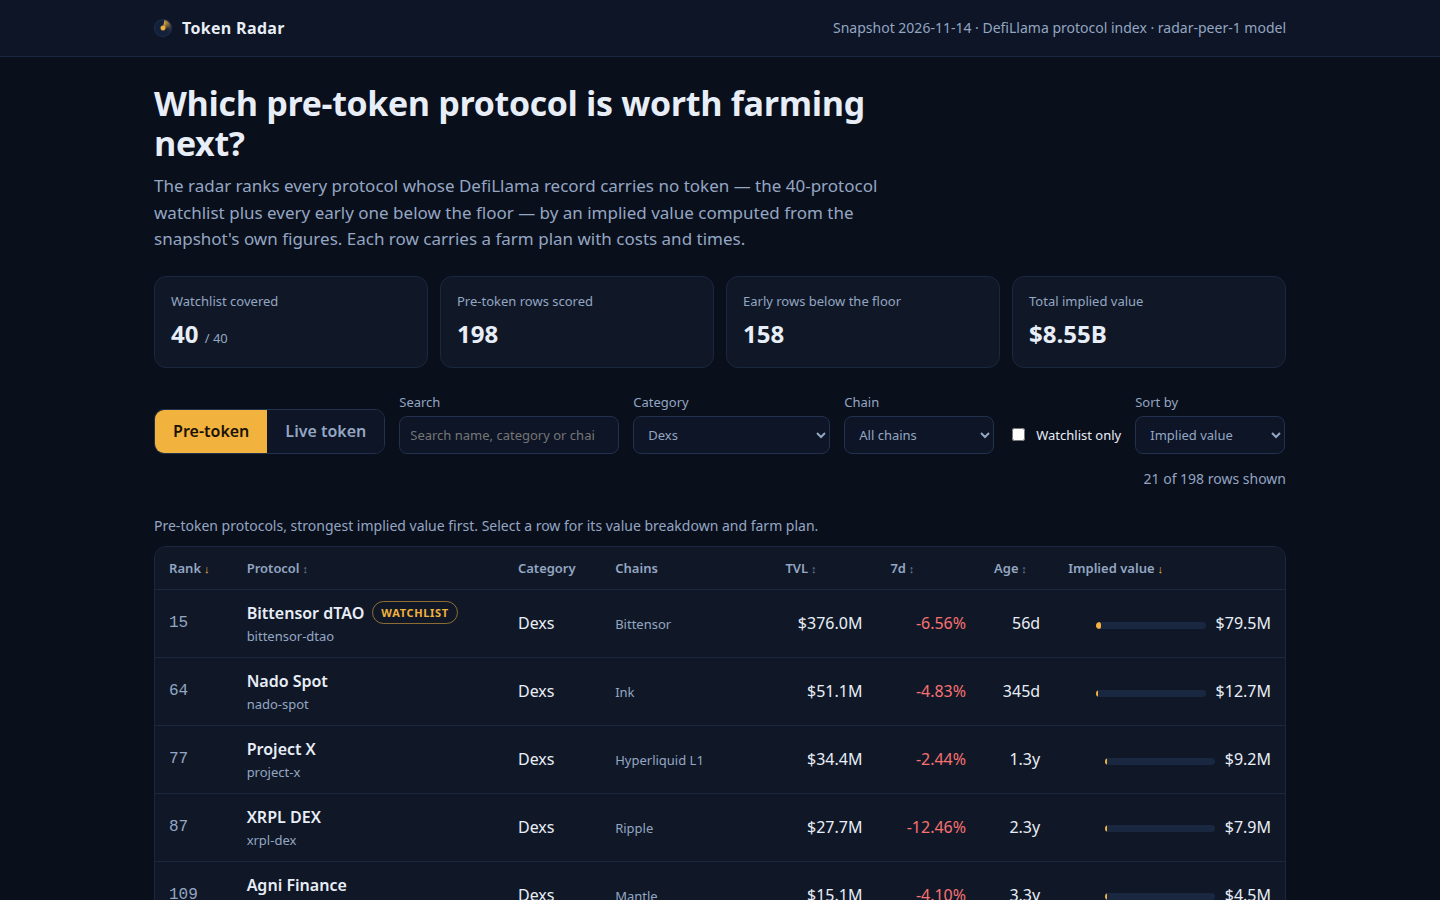 Token Radar
Snapshot 2026-11-14 · DefiLlama protocol index · radar-peer-1 model
Which pre-token protocol is worth farming
next?
The radar ranks every protocol whose DefiLlama record carries no token — the 40-protocol
watchlist plus every early one below the floor — by an implied value computed from the
snapshot's own figures. Each row carries a farm plan with costs and times.
Watchlist covered
40 / 40
Pre-token rows scored
198
Early rows below the floor
158
Total implied value
$8.55B
Pre-token Live token
Search
Search name, category or chai
Category
Dexs
Chain
All chains
Watchlist only
Sort by
Implied value
21 of 198 rows shown
Pre-token protocols, strongest implied value first. Select a row for its value breakdown and farm plan.
Rank ↓ Protocol ↕ Category Chains TVL ↕ 7d ↕ Age ↕ Implied value ↓
15 Bittensor dTAO WATCHLIST Dexs Bittensor $376.0M -6.56% 56d $79.5M
bittensor-dtao
64 Nado Spot Dexs Ink $51.1M -4.83% 345d $12.7M
nado-spot
77 Project X Dexs Hyperliquid L1 $34.4M -2.44% 1.3y $9.2M
project-x
87 XRPL DEX Dexs Ripple $27.7M -12.46% 2.3y $7.9M
xrpl-dex
109 Agni Finance Dexs Mantle $15.1M -4.10% 3.3y $4.5M